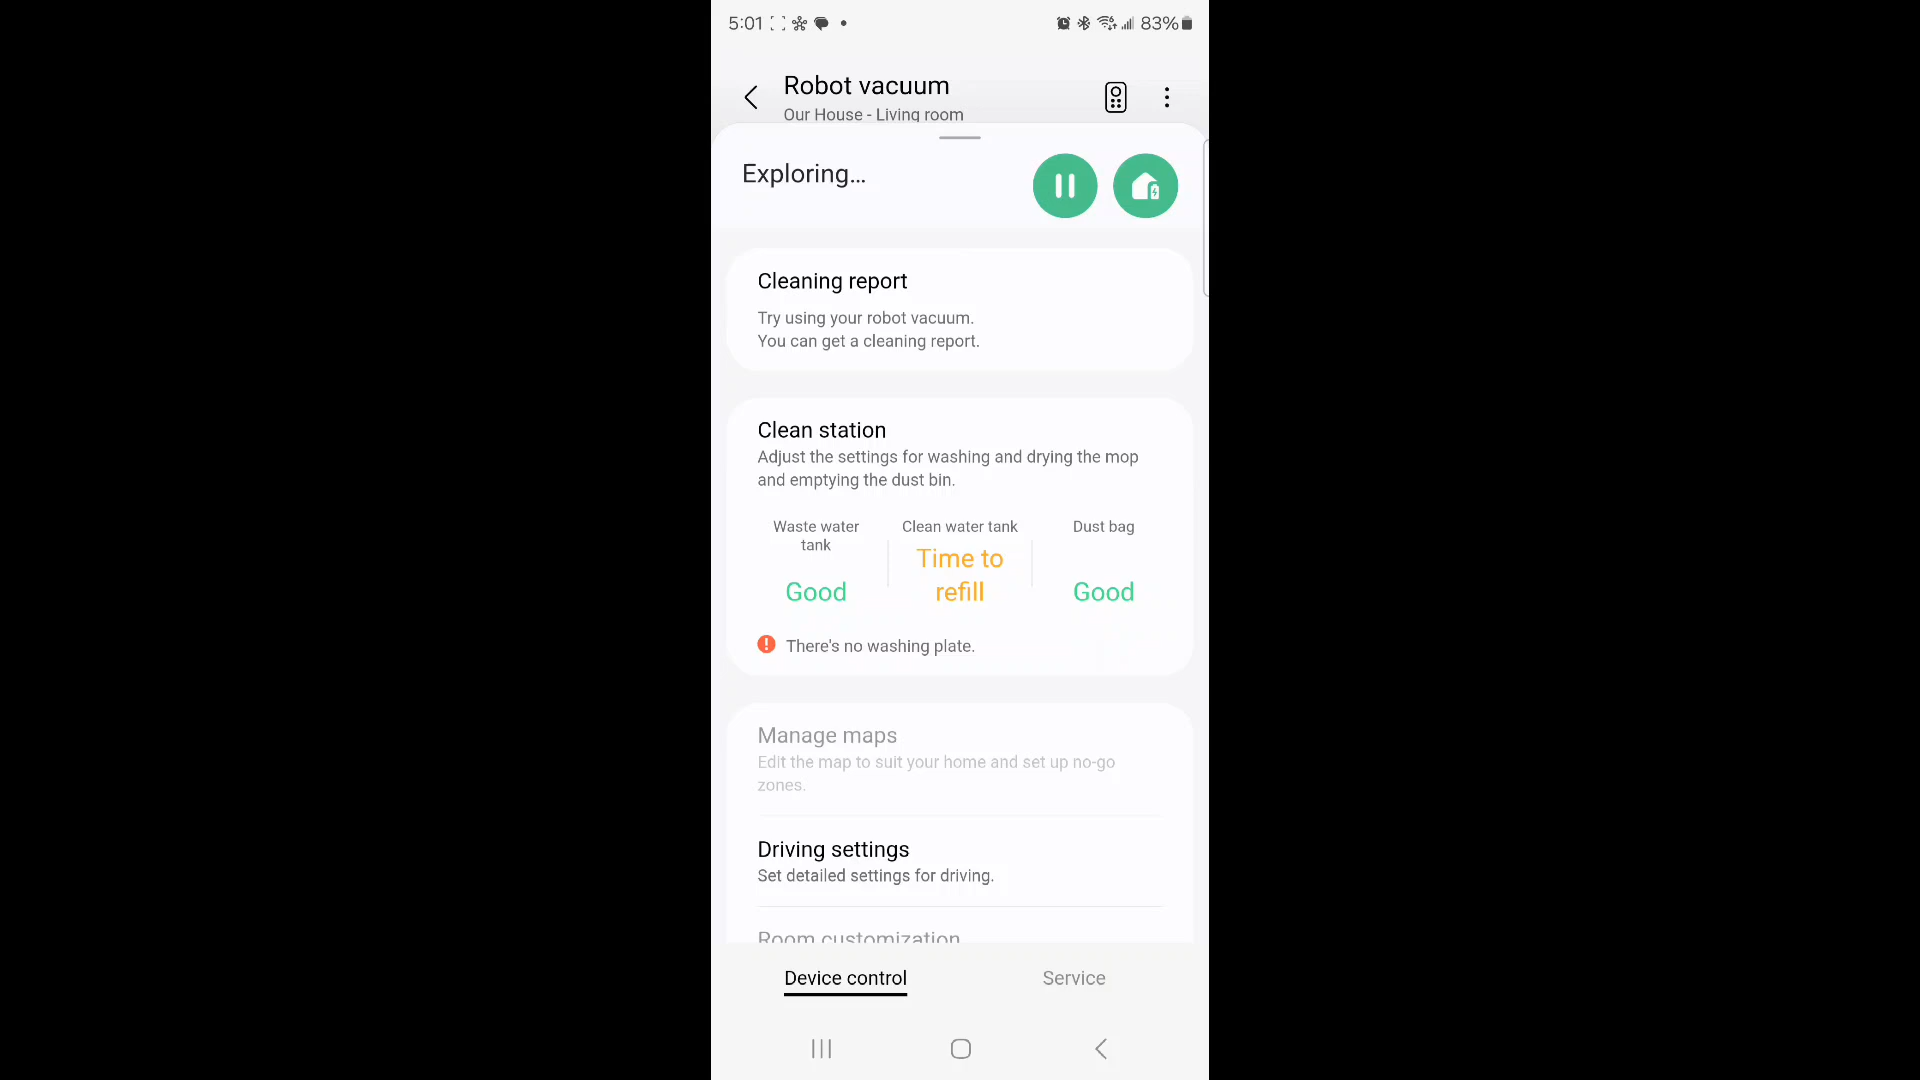 5:01
83%
Robot vacuum
Our House - Living room
Exploring...
Cleaning report
Try using your robot vacuum.
You can get a cleaning report.
Clean station
Adjust the settings for washing and drying the mop
and emptying the dust bin.
Waste water
tank
Good
Clean water tank
Time to
refill
Dust bag
Good
There's no washing plate.
Manage maps
Edit the map to suit your home and set up no-go
zones.
Driving settings
Set detailed settings for driving.
Room customization
Device control
Service